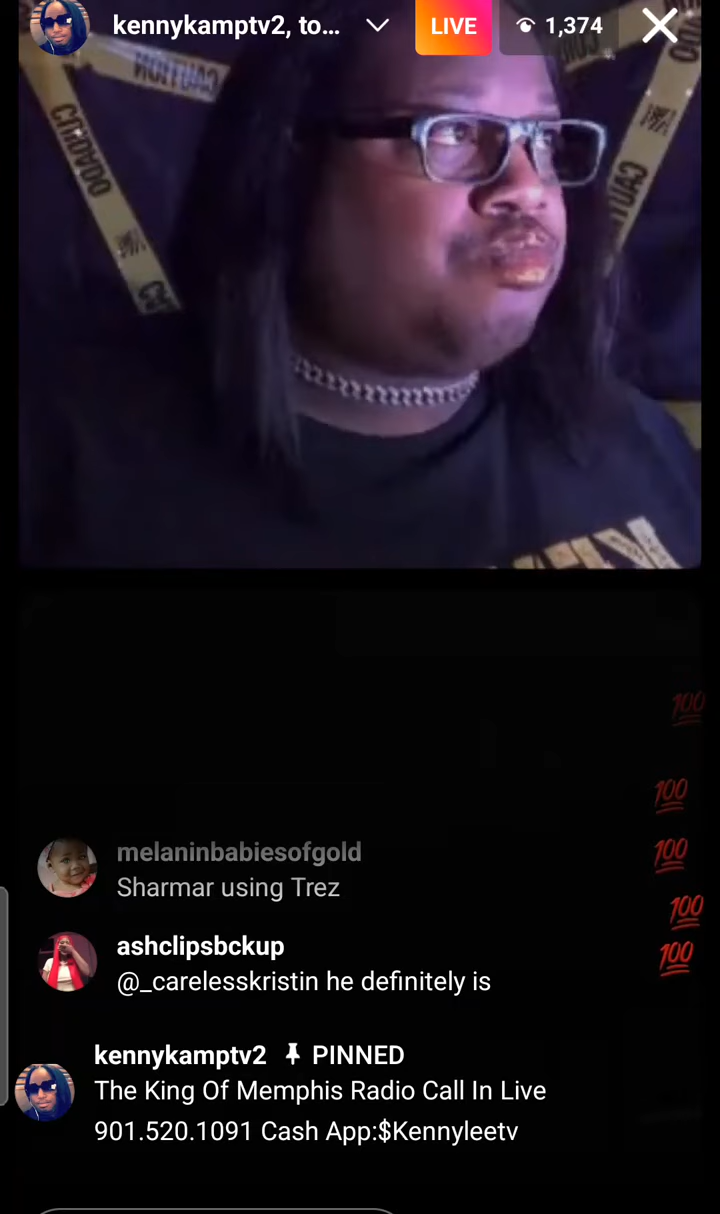 kennykamptv2, to...
LIVE
1,374
CAUTION
melaninbabiesofgold
Sharmar using Trez
ashclipsbckup
@_carelesskristin he definitely is
kennykamptv2 📌 PINNED
The King Of Memphis Radio Call In Live
901.520.1091 Cash App:$Kennyleetv
💯
💯
💯
💯
💯